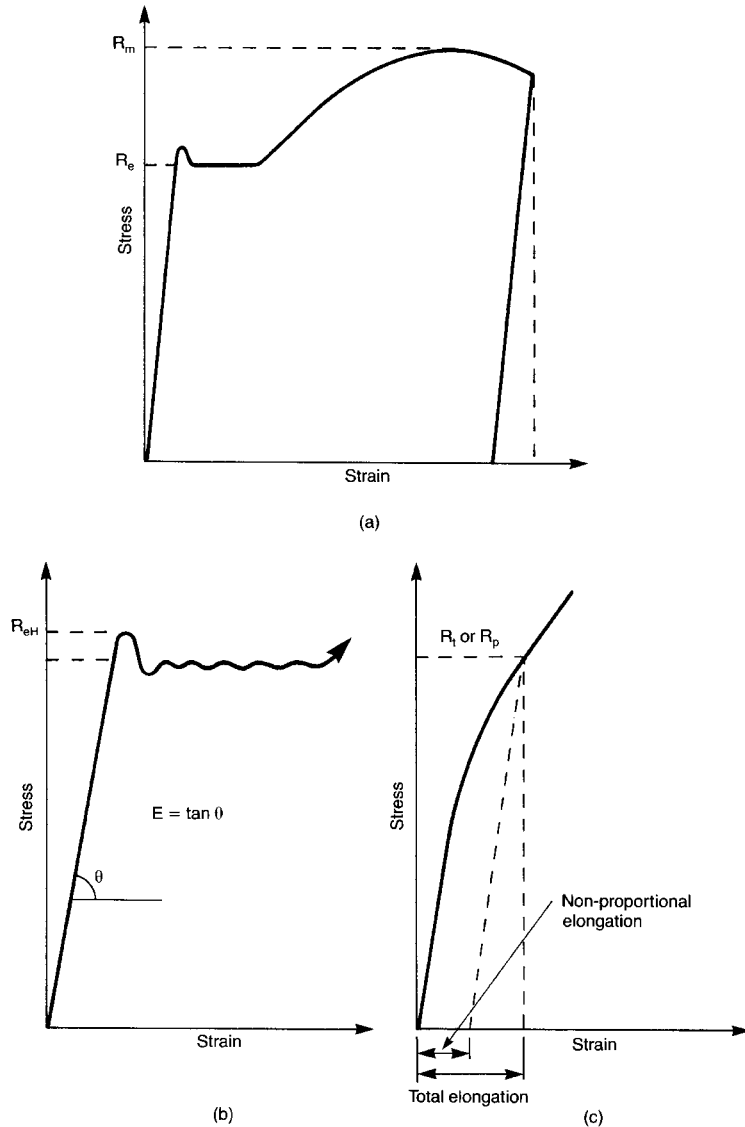 Rm
Re
Stress
Strain
(a)
ReH
E = tan θ
θ
Stress
Strain
(b)
Rt or Rp
Stress
Non-proportional
elongation
Strain
Total elongation
(c)